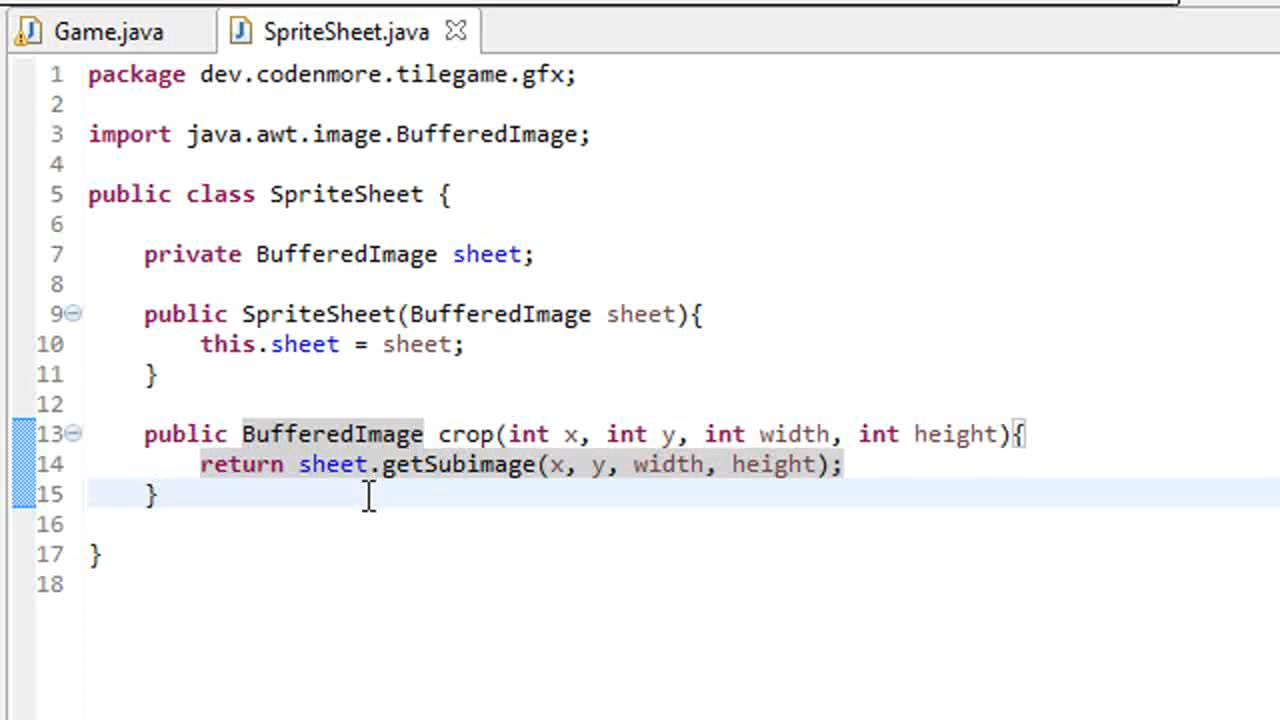 Game.java SpriteSheet.java
1 package dev.codenmore.tilegame.gfx;
2
3 import java.awt.image.BufferedImage;
4
5 public class SpriteSheet {
6
7 private BufferedImage sheet;
8
9 public SpriteSheet(BufferedImage sheet){
10 this.sheet = sheet;
11 }
12
13 public BufferedImage crop(int x, int y, int width, int height){
14 return sheet.getSubimage(x, y, width, height);
15 }
16
17 }
18